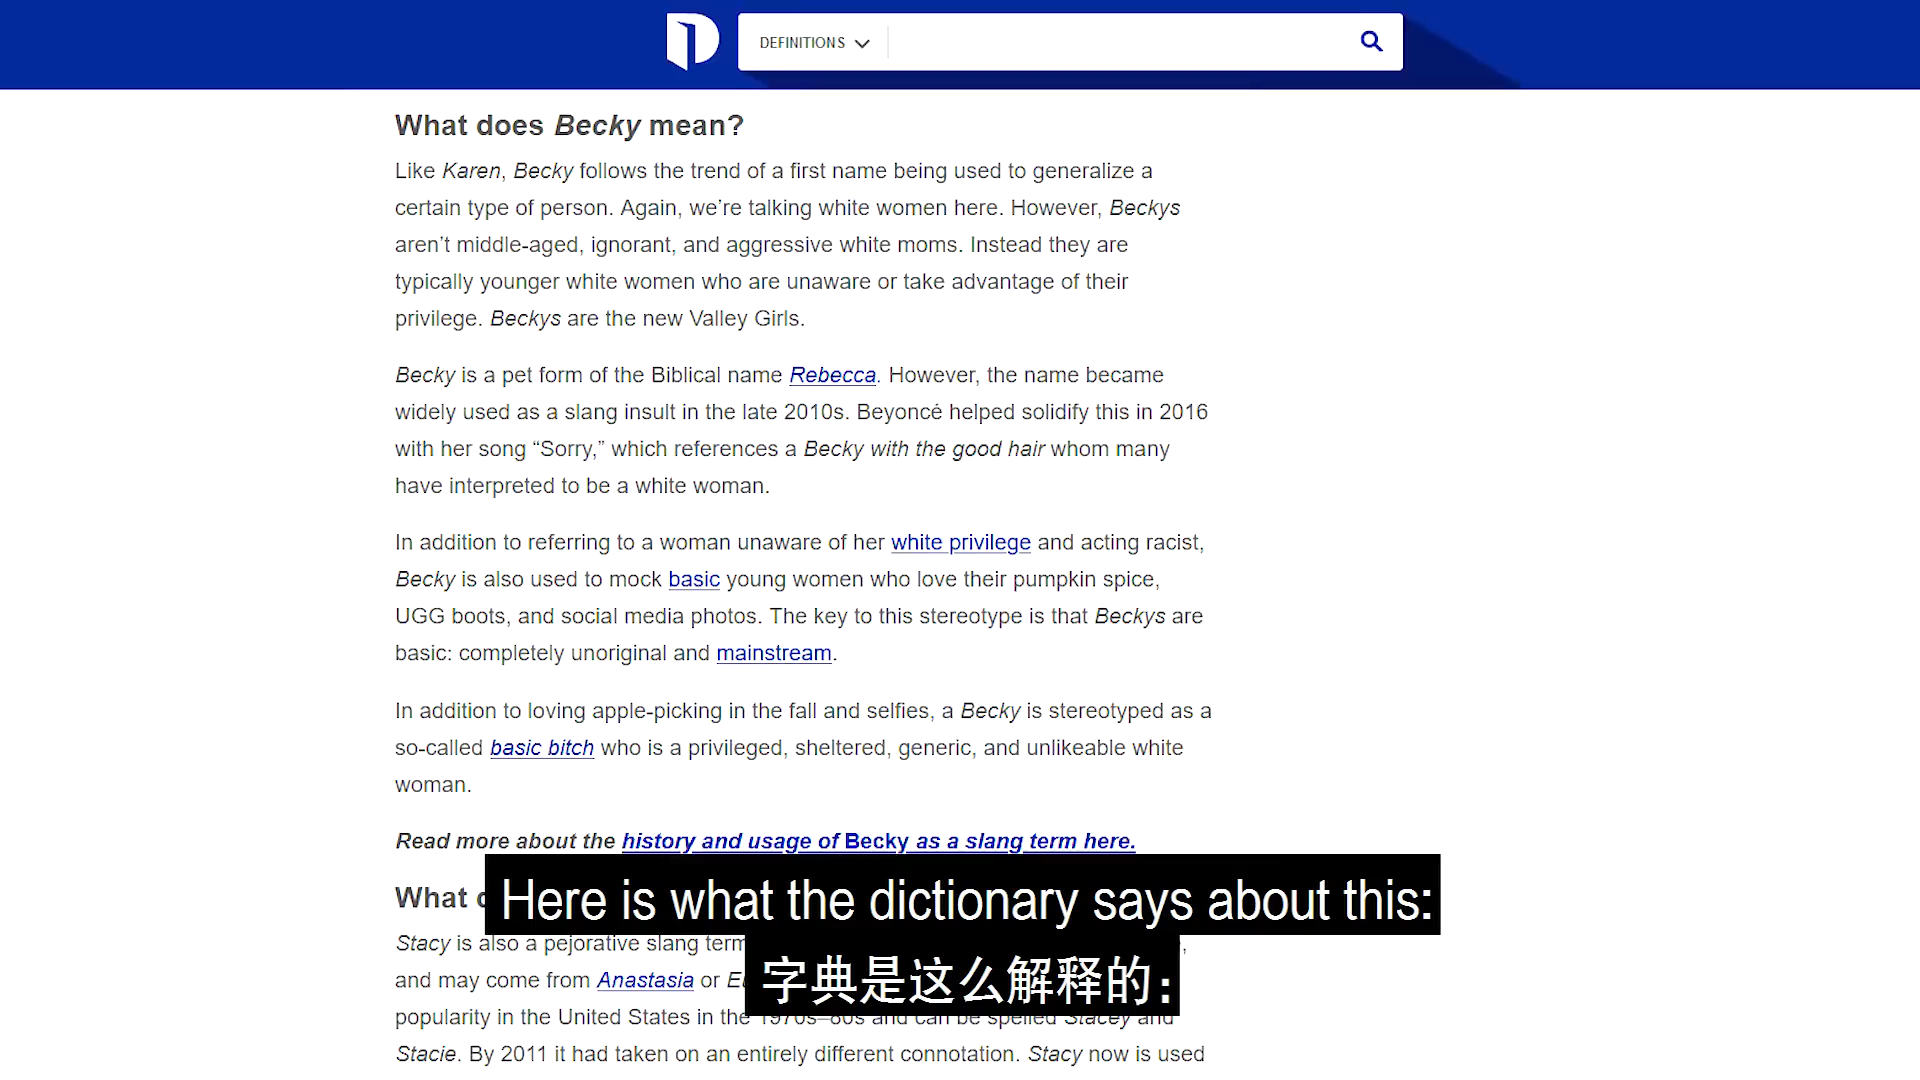 DEFINITIONS
What does Becky mean?
Like Karen, Becky follows the trend of a first name being used to generalize a
certain type of person. Again, we’re talking white women here. However, Beckys
aren’t middle-aged, ignorant, and aggressive white moms. Instead they are
typically younger white women who are unaware or take advantage of their
privilege. Beckys are the new Valley Girls.
Becky is a pet form of the Biblical name Rebecca. However, the name became
widely used as a slang insult in the late 2010s. Beyoncé helped solidify this in 2016
with her song “Sorry,” which references a Becky with the good hair whom many
have interpreted to be a white woman.
In addition to referring to a woman unaware of her white privilege and acting racist,
Becky is also used to mock basic young women who love their pumpkin spice,
UGG boots, and social media photos. The key to this stereotype is that Beckys are
basic: completely unoriginal and mainstream.
In addition to loving apple-picking in the fall and selfies, a Becky is stereotyped as a
so-called basic bitch who is a privileged, sheltered, generic, and unlikeable white
woman.
Read more about the history and usage of Becky as a slang term here.
What
Here is what the dictionary says about this:
Stacy is also a pejorative slang term
and may come from Anastasia or
字典是这么解释的：
popularity in the United States in the 1970s–80s and can be spelled Stacey and
Stacie. By 2011 it had taken on an entirely different connotation. Stacy now is used